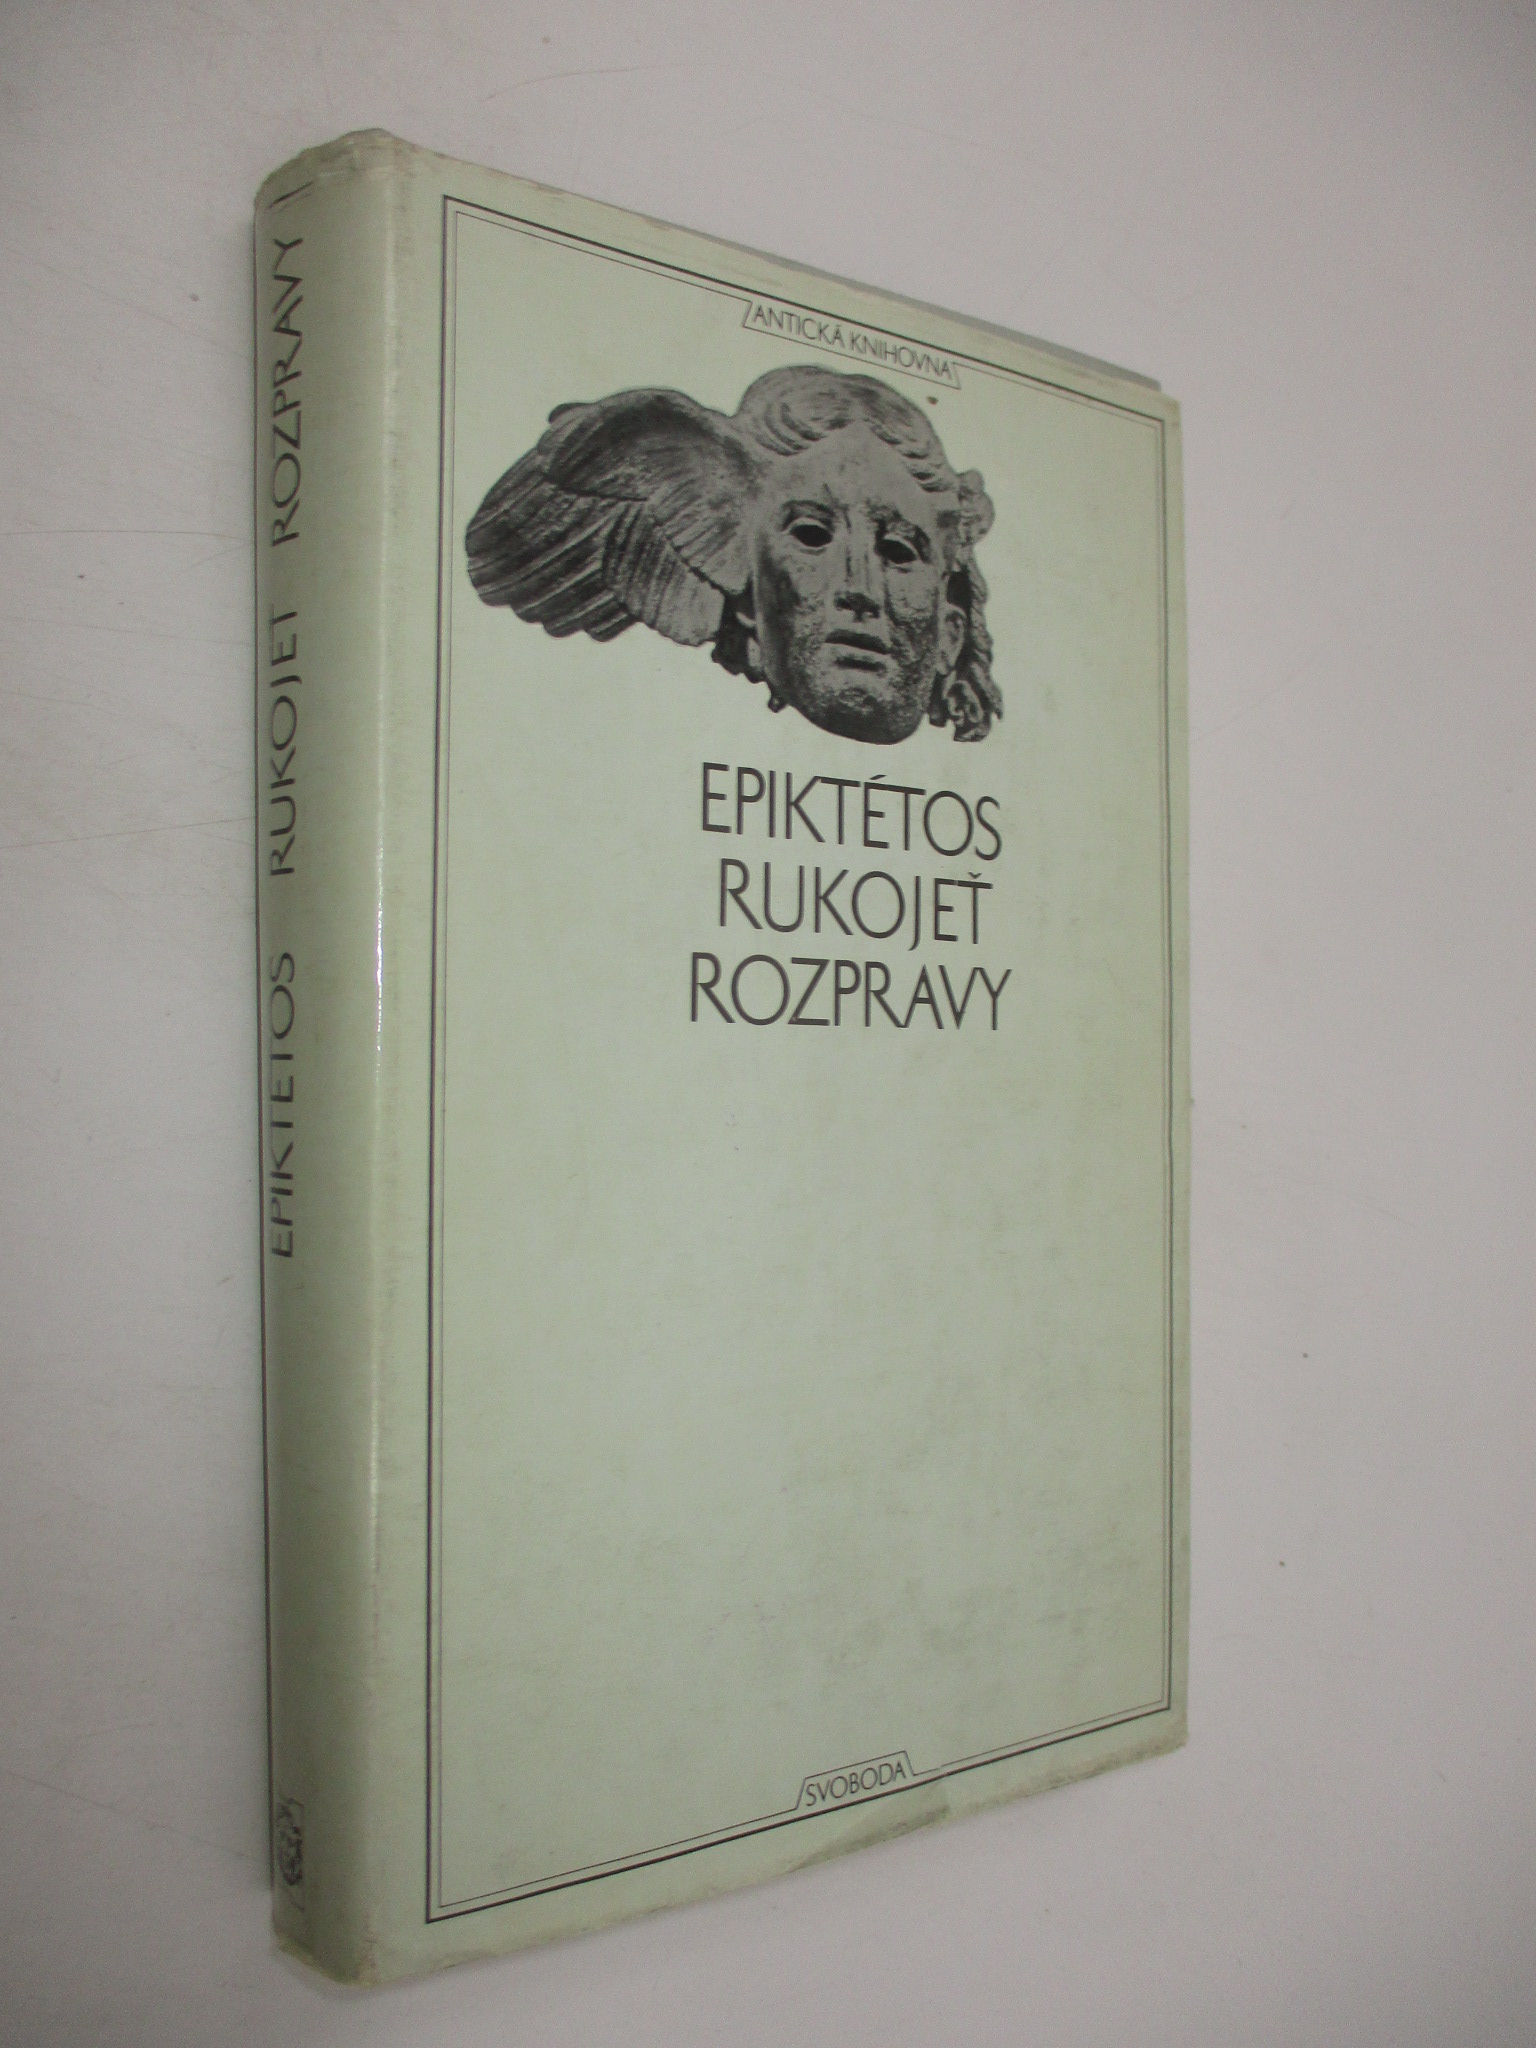 EPIKTÉTOS RUKOJEŤ ROZPRAVY
ANTICKÁ KNIHOVNA
EPIKTÉTOS
RUKOJEŤ
ROZPRAVY
SVOBODA